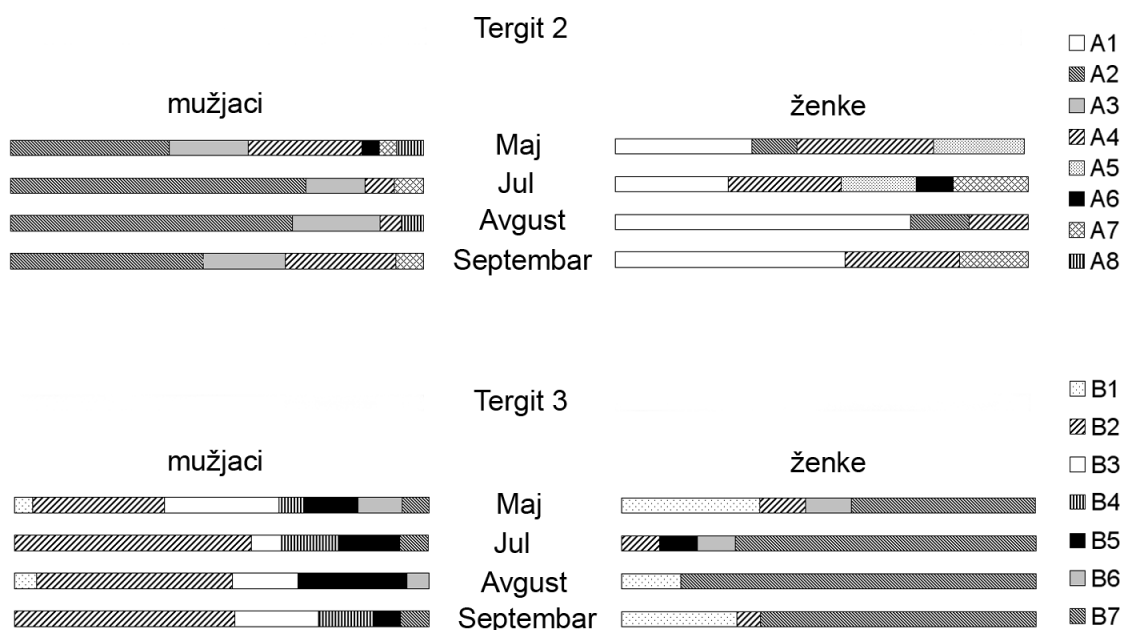 Tergit 2
mužjaci
ženke
Maj
Jul
Avgust
Septembar
A1
A2
A3
A4
A5
A6
A7
A8
Tergit 3
mužjaci
ženke
Maj
Jul
Avgust
Septembar
B1
B2
B3
B4
B5
B6
B7